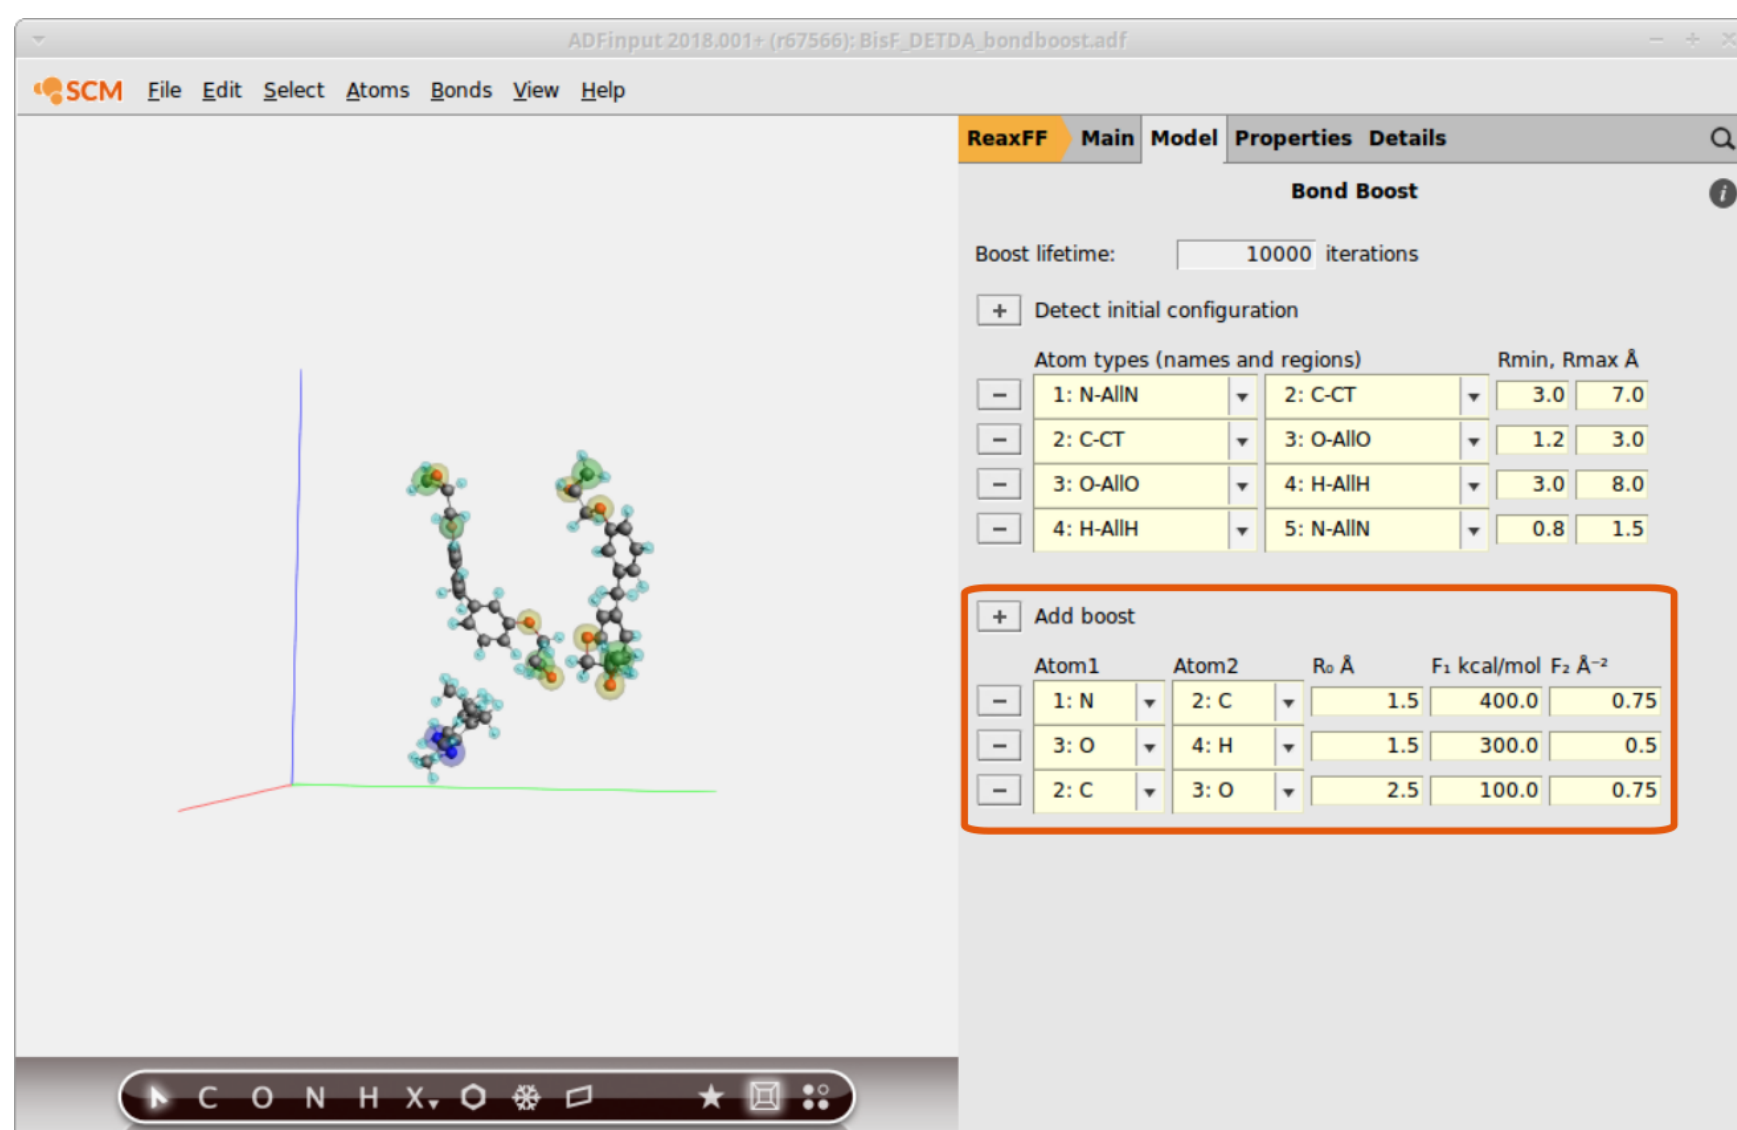 ADFinput 2018.001+ (r67566): BisF_DETDA_bondboost.adf
SCM File Edit Select Atoms Bonds View Help
ReaxFF Main Model Properties Details
Bond Boost
i
Boost lifetime: 10000 iterations
+ Detect initial configuration
Atom types (names and regions) Rmin, Rmax Å
− 1: N-AllN 2: C-CT 3.0 7.0
− 2: C-CT 3: O-AllO 1.2 3.0
− 3: O-AllO 4: H-AllH 3.0 8.0
− 4: H-AllH 5: N-AllN 0.8 1.5
+ Add boost
Atom1 Atom2 R₀ Å F₁ kcal/mol F₂ Å⁻²
− 1: N 2: C 1.5 400.0 0.75
− 3: O 4: H 1.5 300.0 0.5
− 2: C 3: O 2.5 100.0 0.75
C O N H X